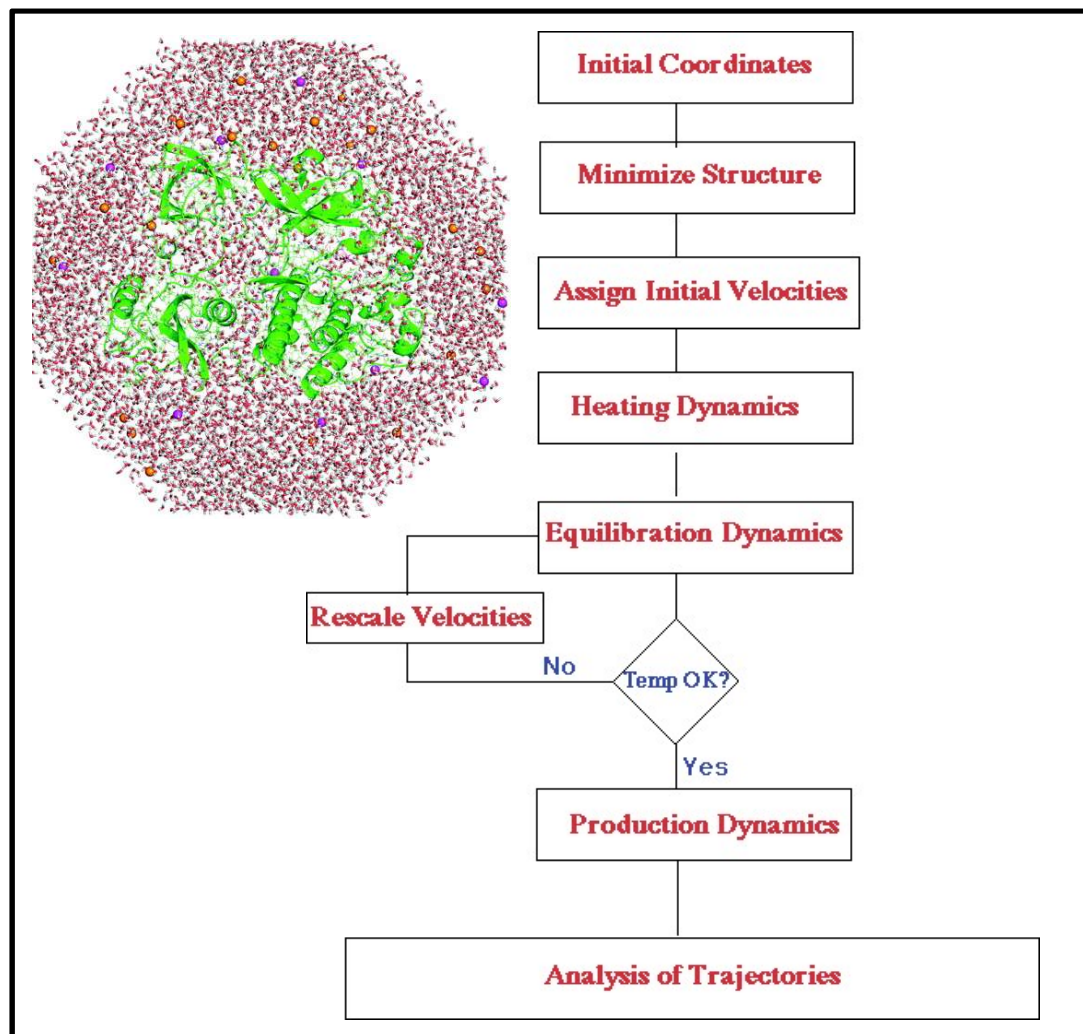 Initial Coordinates
Minimize Structure
Assign Initial Velocities
Heating Dynamics
Equilibration Dynamics
Rescale Velocities
No
Temp OK?
Yes
Production Dynamics
Analysis of Trajectories